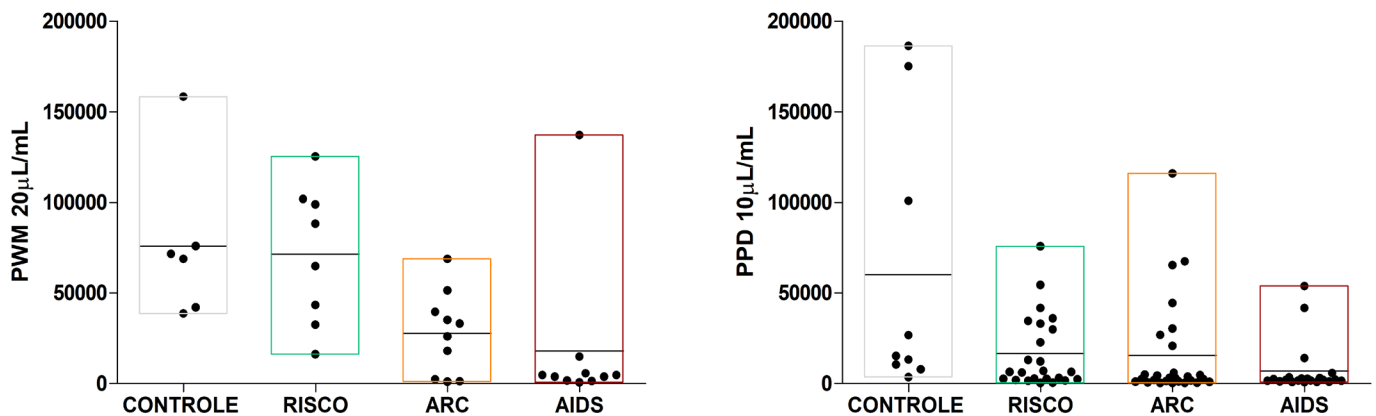 PWM 20µL/mL
200000
150000
100000
50000
0
CONTROLE RISCO ARC AIDS
PPD 10µL/mL
200000
150000
100000
50000
0
CONTROLE RISCO ARC AIDS